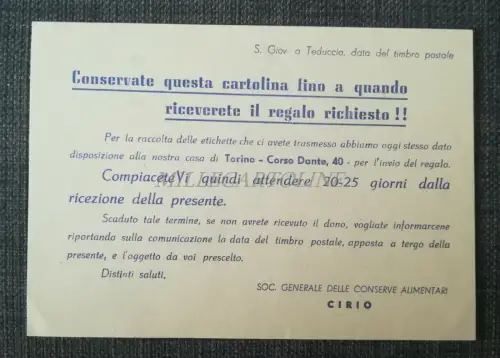 S. Giov. a Teduccio, data del timbro postale
Conservate questa cartolina fino a quando
riceverete il regalo richiesto !!
Per la raccolta delle etichette che ci avete trasmesso abbiamo oggi stesso dato
disposizione alla nostra casa di Torino - Corso Dante, 40 - per l'invio del regalo.
CompiaceteVi quindi attendere 20-25 giorni dalla
MILLECARTOLINE
ricezione della presente.
Scaduto tale termine, se non avrete ricevuto il dono, vogliate informarcene
riportando sulla comunicazione la data del timbro postale, apposta a tergo della
presente, e l'oggetto da voi prescelto.
Distinti saluti.
SOC. GENERALE DELLE CONSERVE ALIMENTARI
CIRIO